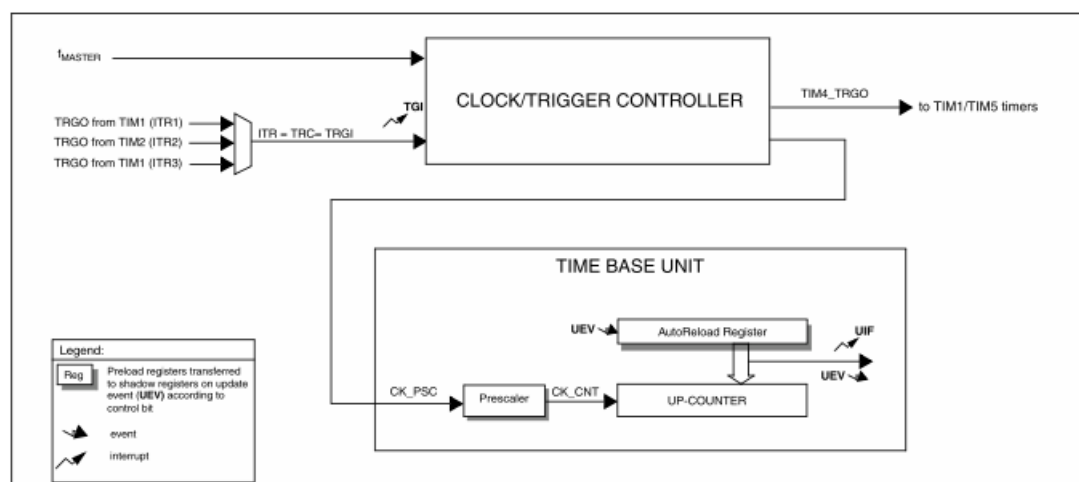 fMASTER
CLOCK/TRIGGER CONTROLLER
TGI
TIM4_TRGO
to TIM1/TIM5 timers
TRGO from TIM1 (ITR1)
TRGO from TIM2 (ITR2)
TRGO from TIM1 (ITR3)
ITR = TRC= TRGI
TIME BASE UNIT
UEV
AutoReload Register
UIF
UEV
CK_PSC
Prescaler
CK_CNT
UP-COUNTER
Legend:
Reg
Preload registers transferred
to shadow registers on update
event (UEV) according to
control bit
event
interrupt